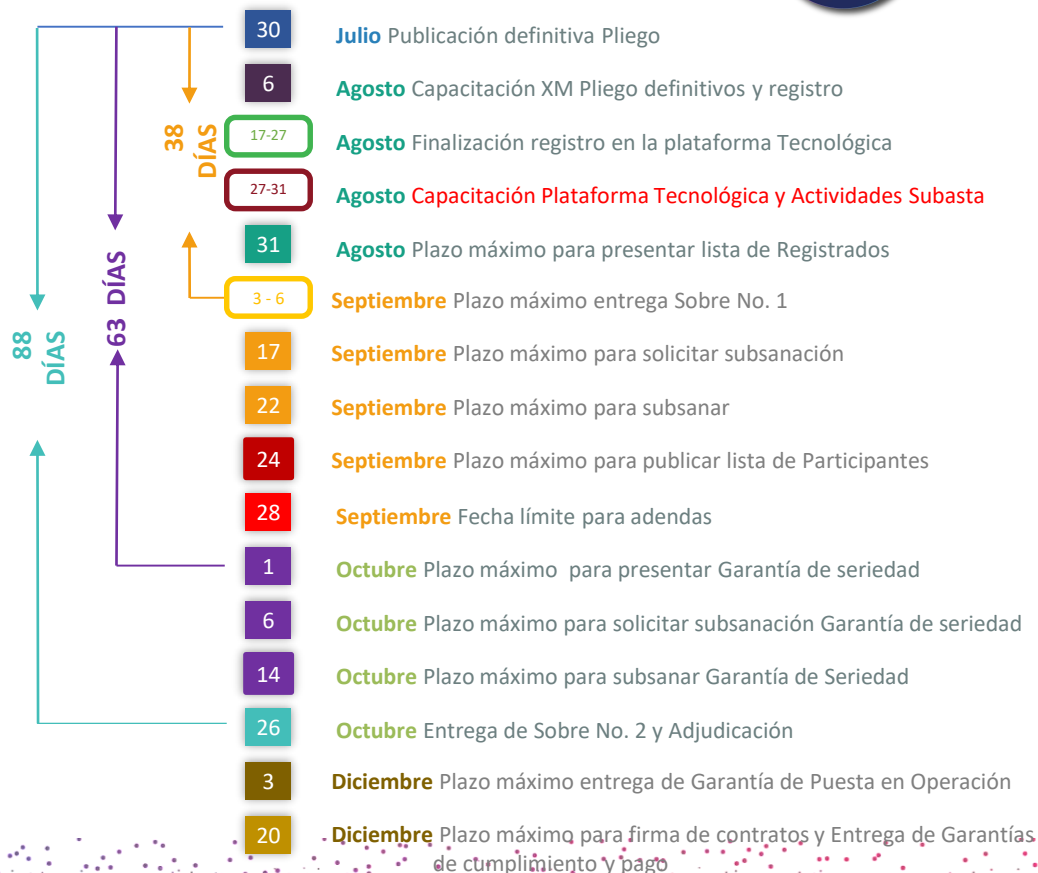 30 Julio Publicación definitiva Pliego
6 Agosto Capacitación XM Pliego definitivos y registro
38 DÍAS
17-27 Agosto Finalización registro en la plataforma Tecnológica
27-31 Agosto Capacitación Plataforma Tecnológica y Actividades Subasta
31 Agosto Plazo máximo para presentar lista de Registrados
63 DÍAS
3 - 6 Septiembre Plazo máximo entrega Sobre No. 1
88 DÍAS
17 Septiembre Plazo máximo para solicitar subsanación
22 Septiembre Plazo máximo para subsanar
24 Septiembre Plazo máximo para publicar lista de Participantes
28 Septiembre Fecha límite para adendas
1 Octubre Plazo máximo para presentar Garantía de seriedad
6 Octubre Plazo máximo para solicitar subsanación Garantía de seriedad
14 Octubre Plazo máximo para subsanar Garantía de Seriedad
26 Octubre Entrega de Sobre No. 2 y Adjudicación
3 Diciembre Plazo máximo entrega de Garantía de Puesta en Operación
20 Diciembre Plazo máximo para firma de contratos y Entrega de Garantías
de cumplimiento y pago